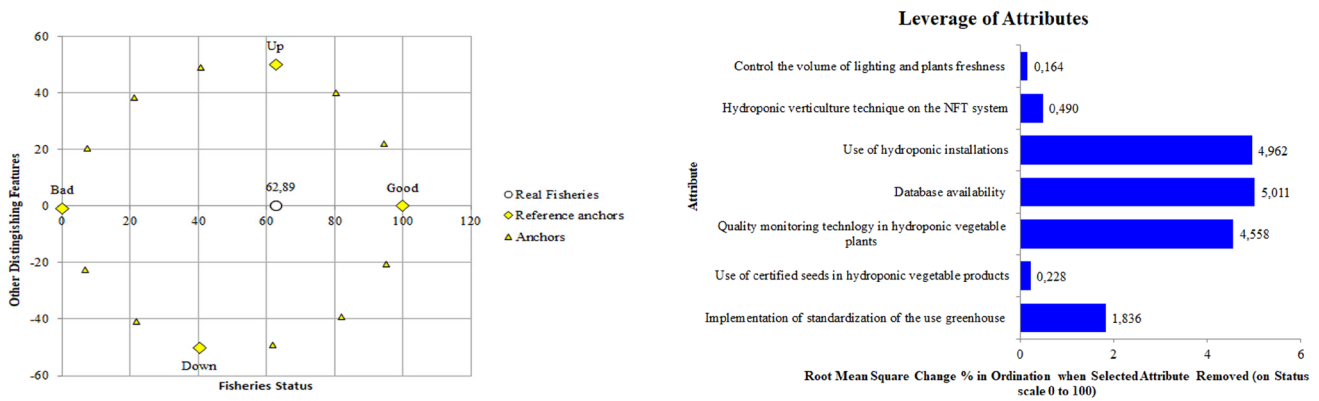 60
Up
40
20
Bad
62,89
Good
0
0
20
40
60
80
100
120
-20
-40
Down
-60
Other Distingishing Features
Fisheries Status
Real Fisheries
Reference anchors
Anchors
Leverage of Attributes
Control the volume of lighting and plants freshness
0,164
Hydroponic verticulture technique on the NFT system
0,490
Use of hydroponic installations
4,962
Database availability
5,011
Quality monitoring technlogy in hydroponic vegetable
plants
4,558
Use of certified seeds in hydroponic vegetable products
0,228
Implementation of standardization of the use greenhouse
1,836
Attribute
0
2
4
6
Root Mean Square Change % in Ordination when Selected Attribute Removed (on Status
scale 0 to 100)